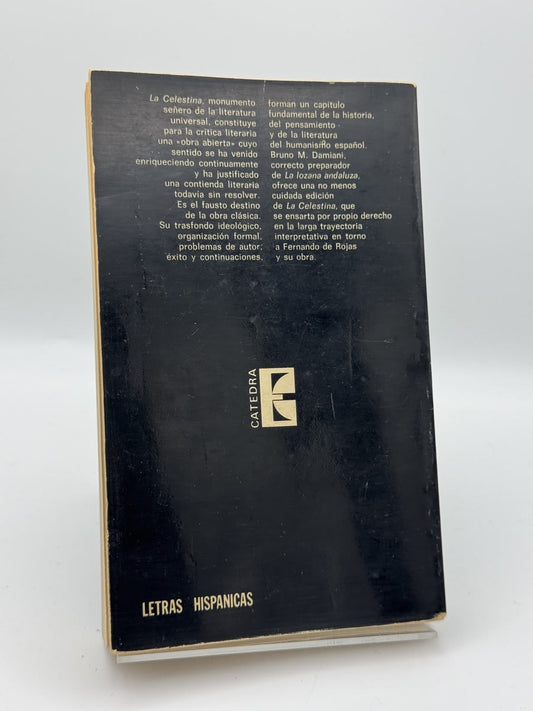 La Celestina, monumento
señero de la literatura
universal, constituye
para la crítica literaria
una «obra abierta» cuyo
sentido se ha venido
enriqueciendo continuamente
y ha justificado
una contienda literaria
todavía sin resolver.
Es el fausto destino
de la obra clásica.
Su trasfondo ideológico,
organización formal,
problemas de autor,
éxito y continuaciones,
forman un capítulo
fundamental de la historia,
del pensamiento
y de la literatura
del humanismo español.
Bruno M. Damiani,
correcto preparador
de La lozana andaluza,
ofrece una no menos
cuidada edición
de La Celestina, que
se ensarta por propio derecho
en la larga trayectoria
interpretativa en torno
a Fernando de Rojas
y su obra.
CATEDRA
LETRAS HISPANICAS